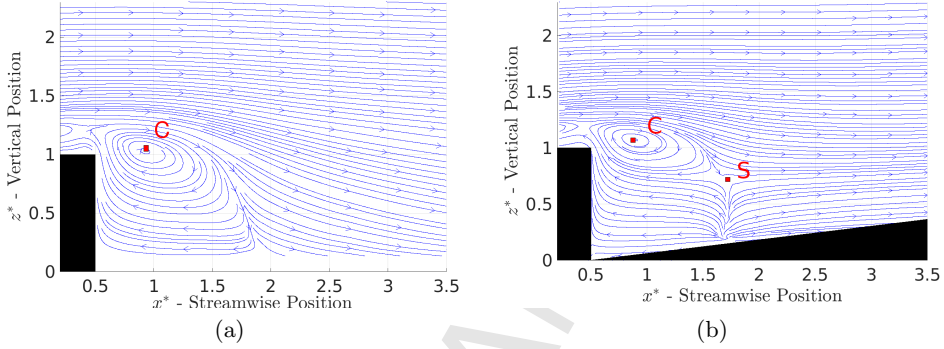 2
1.5
1
0.5
0
C
0.5 1 1.5 2 2.5 3 3.5
z* - Vertical Position
x* - Streamwise Position
(a)
2
1.5
1
0.5
0
C
S
0.5 1 1.5 2 2.5 3 3.5
z* - Vertical Position
x* - Streamwise Position
(b)